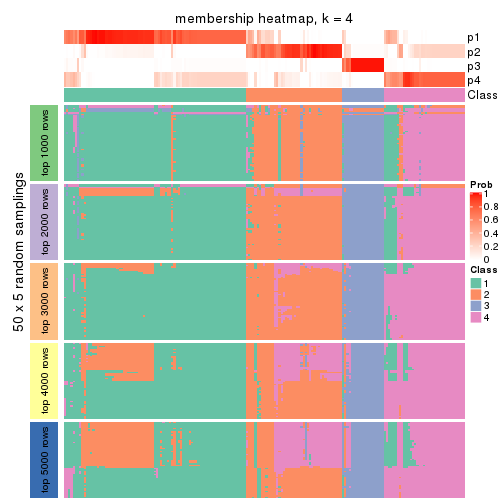 membership heatmap, k = 4
p1
p2
p3
p4
Class
50 x 5 random samplings
top 1000 rows
top 2000 rows
top 3000 rows
top 4000 rows
top 5000 rows
Prob
1
0.8
0.6
0.4
0.2
0
Class
1
2
3
4